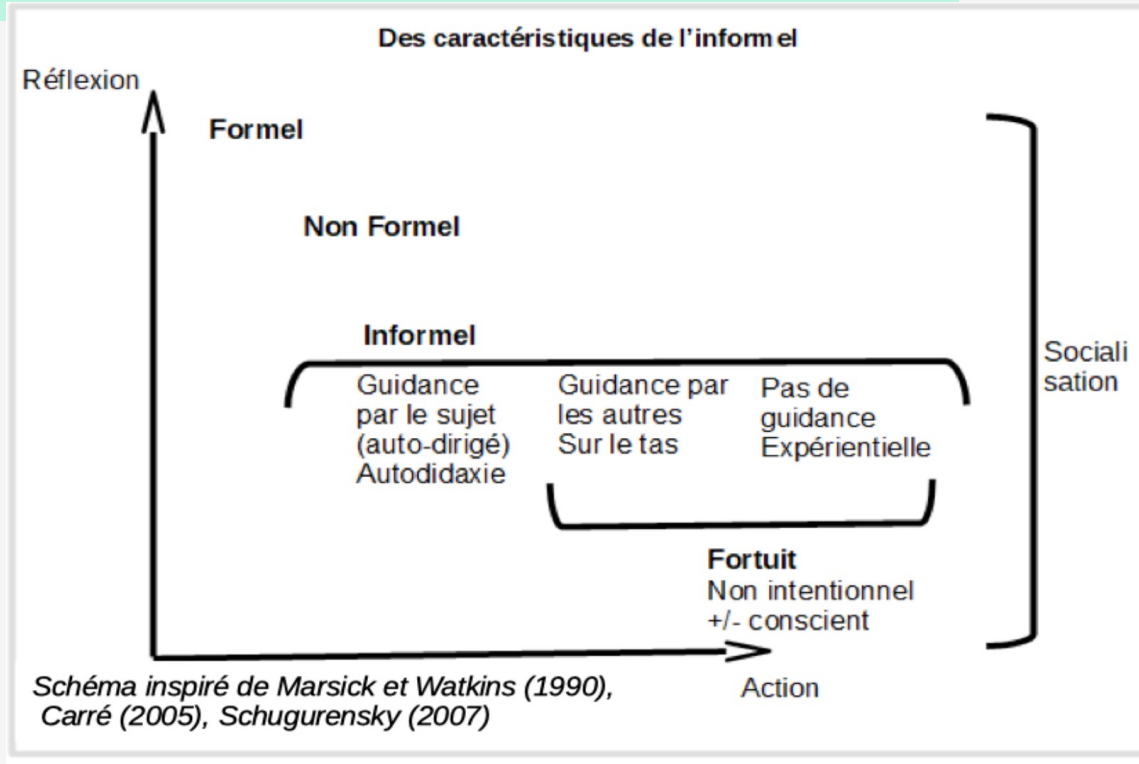 Des caractéristiques de l'informel
Réflexion
Formel
Non Formel
Informel
Guidance
par le sujet
(auto-dirigé)
Autodidaxie
Guidance par
les autres
Sur le tas
Pas de
guidance
Expérientielle
Sociali
sation
Fortuit
Non intentionnel
+/- conscient
Action
Schéma inspiré de Marsick et Watkins (1990),
Carré (2005), Schugurensky (2007)